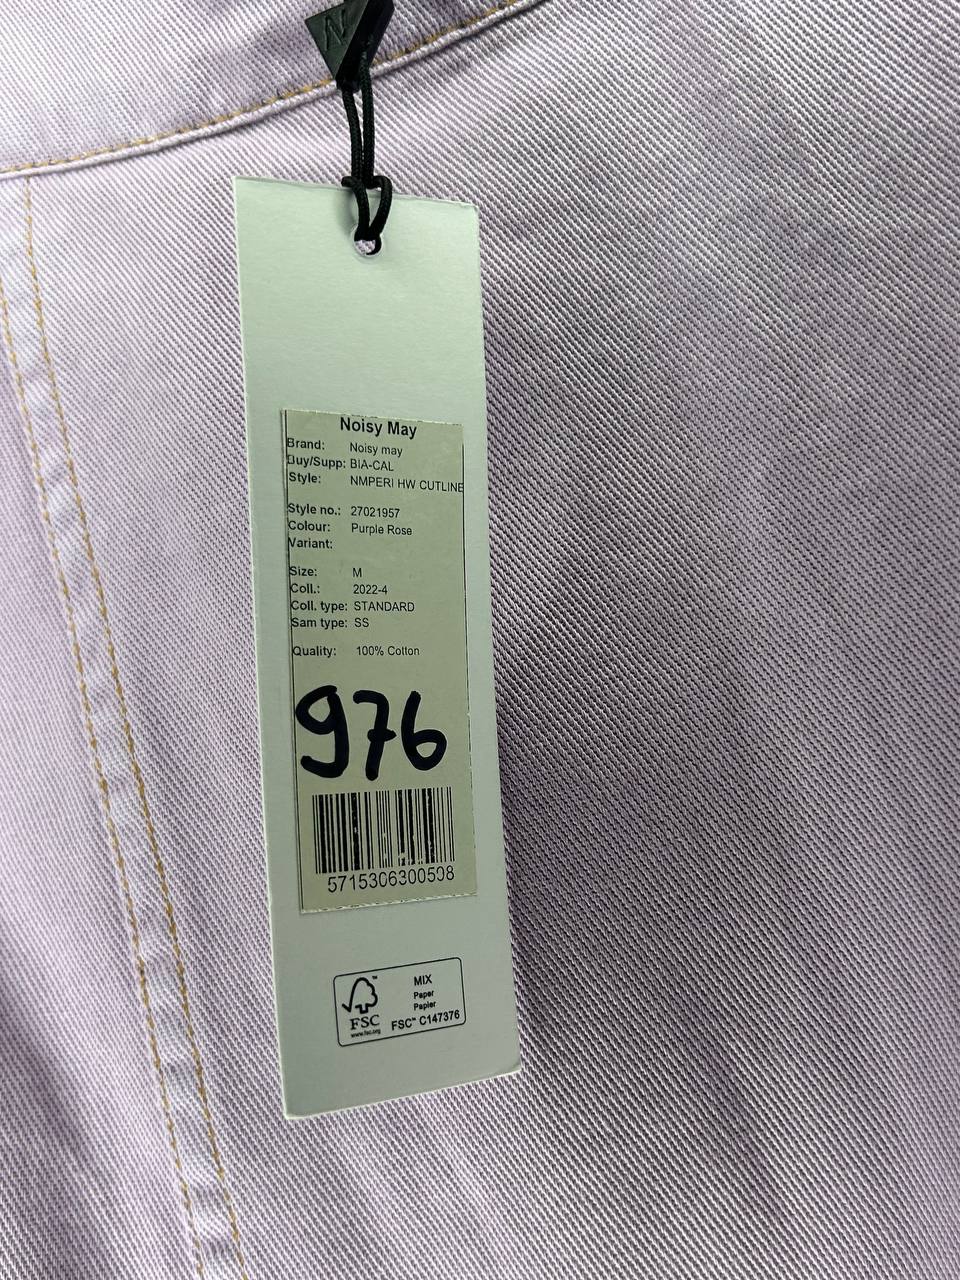 N
Noisy May
Brand: Noisy may
Buy/Supp: BIA-CAL
Style: NMPERI HW CUTLINE
Style no.: 27021957
Colour: Purple Rose
Variant:
Size: M
Coll.: 2022-4
Coll. type: STANDARD
Sam type: SS
Quality: 100% Cotton
976
5715306300598
FSC™
www.fsc.org
MIX
Paper
Papier
FSC™ C147376